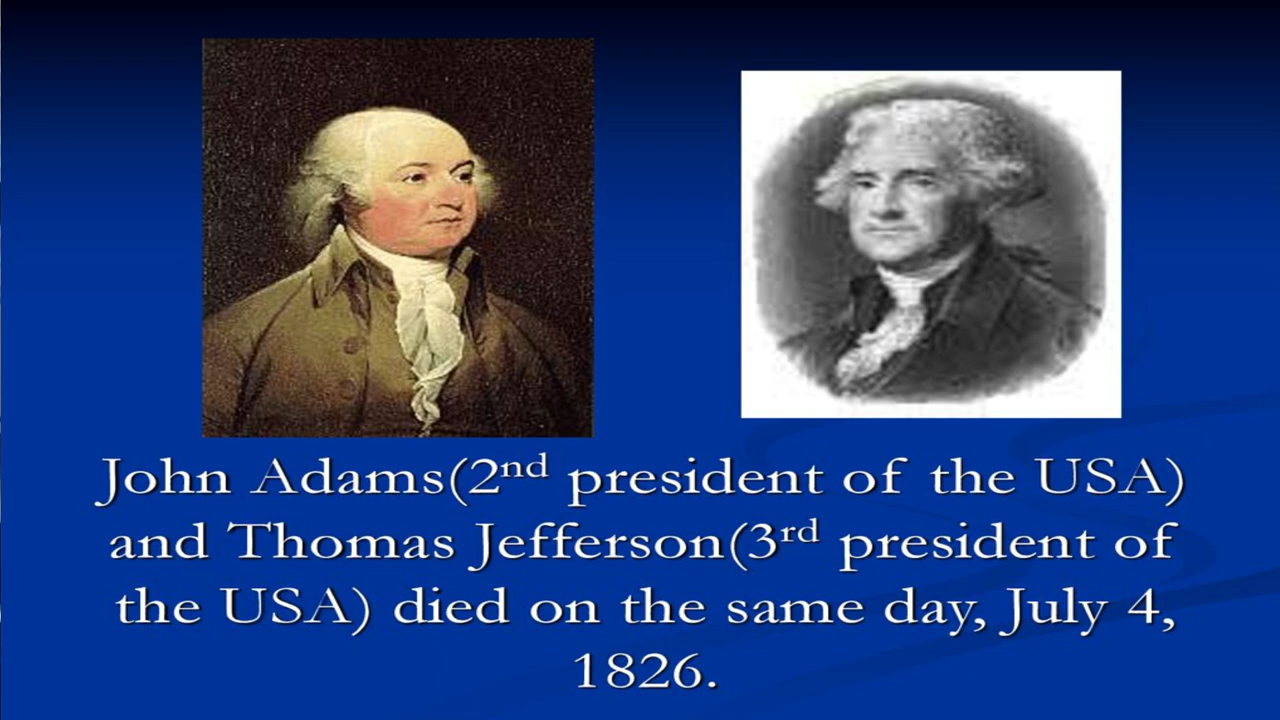 John Adams(2nd president of the USA)
and Thomas Jefferson(3rd president of
the USA) died on the same day, July 4,
1826.